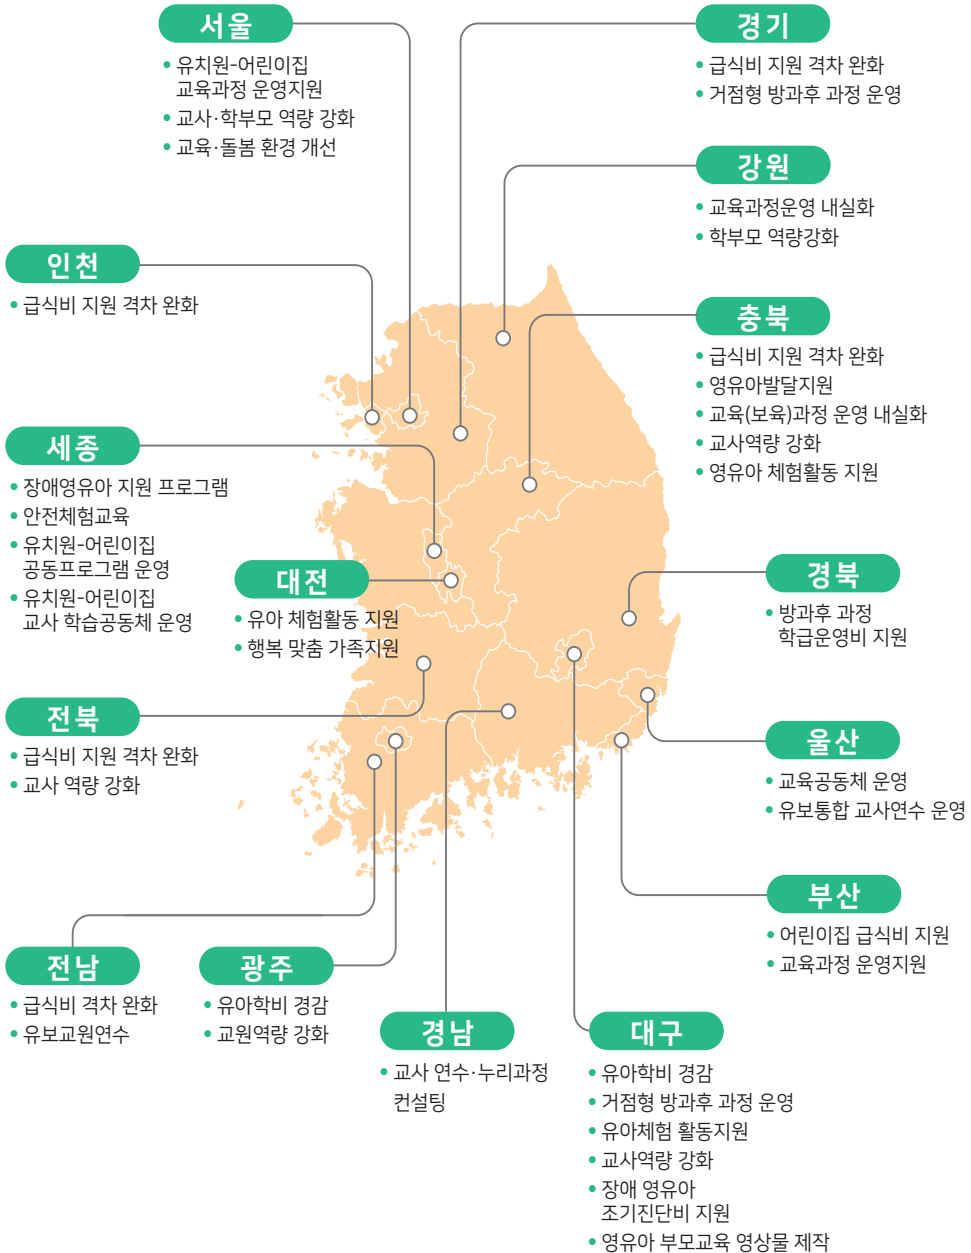 서울
• 유치원-어린이집
교육과정 운영지원
• 교사·학부모 역량 강화
• 교육·돌봄 환경 개선
경기
• 급식비 지원 격차 완화
• 거점형 방과후 과정 운영
강원
• 교육과정운영 내실화
• 학부모 역량강화
인천
• 급식비 지원 격차 완화
충북
• 급식비 지원 격차 완화
• 영유아발달지원
• 교육(보육)과정 운영 내실화
• 교사역량 강화
• 영유아 체험활동 지원
세종
• 장애영유아 지원 프로그램
• 안전체험교육
• 유치원-어린이집
공동프로그램 운영
• 유치원-어린이집
교사 학습공동체 운영
대전
• 유아 체험활동 지원
• 행복 맞춤 가족지원
경북
• 방과후 과정
학급운영비 지원
전북
• 급식비 지원 격차 완화
• 교사 역량 강화
울산
• 교육공동체 운영
• 유보통합 교사연수 운영
부산
• 어린이집 급식비 지원
• 교육과정 운영지원
전남
• 급식비 격차 완화
• 유보교원연수
광주
• 유아학비 경감
• 교원역량 강화
경남
• 교사 연수·누리과정
컨설팅
대구
• 유아학비 경감
• 거점형 방과후 과정 운영
• 유아체험 활동지원
• 교사역량 강화
• 장애 영유아
조기진단비 지원
• 영유아 부모교육 영상물 제작